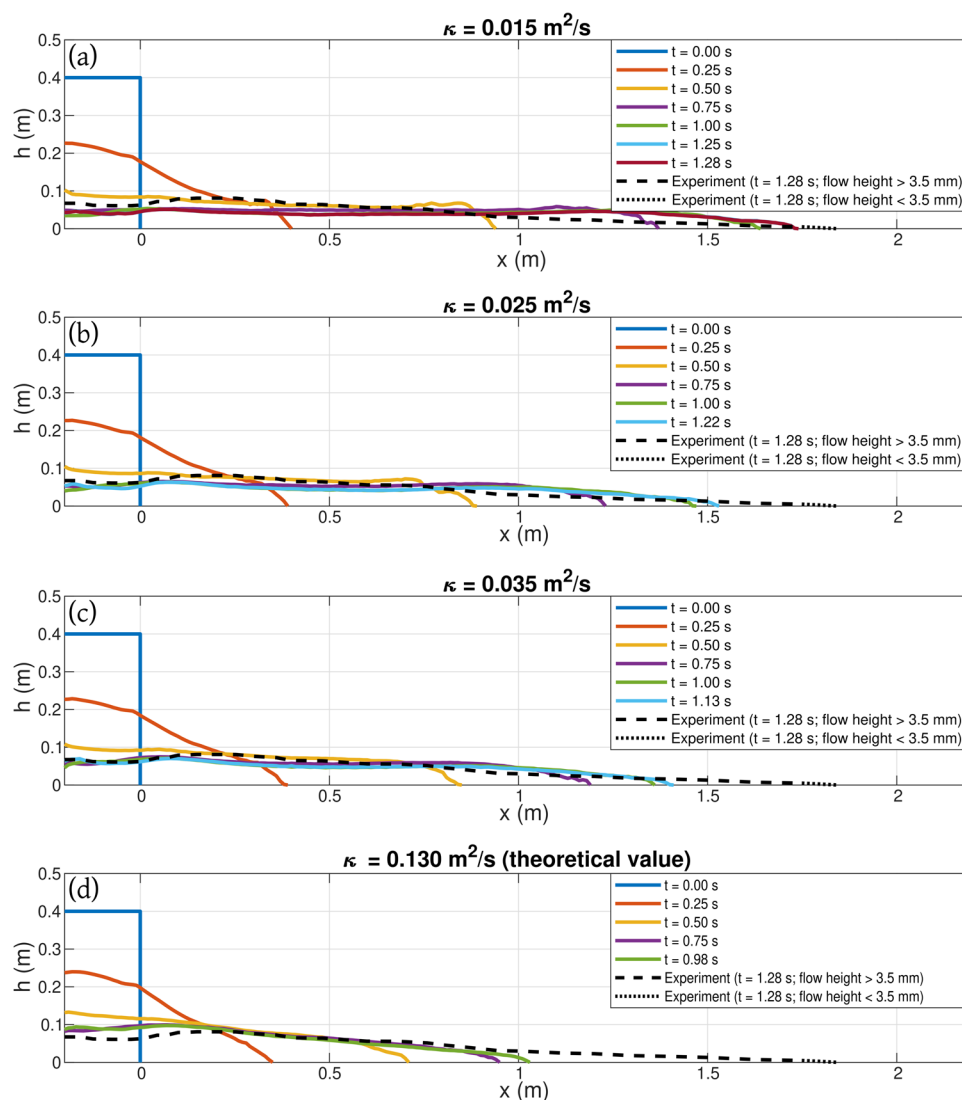 κ = 0.015 m²/s
(a)
h (m)
0.5
0.4
0.3
0.2
0.1
0
0
0.5
1
1.5
2
x (m)
t = 0.00 s
t = 0.25 s
t = 0.50 s
t = 0.75 s
t = 1.00 s
t = 1.25 s
t = 1.28 s
Experiment (t = 1.28 s; flow height > 3.5 mm)
Experiment (t = 1.28 s; flow height < 3.5 mm)
κ = 0.025 m²/s
(b)
h (m)
0.5
0.4
0.3
0.2
0.1
0
0
0.5
1
1.5
2
x (m)
t = 0.00 s
t = 0.25 s
t = 0.50 s
t = 0.75 s
t = 1.00 s
t = 1.22 s
Experiment (t = 1.28 s; flow height > 3.5 mm)
Experiment (t = 1.28 s; flow height < 3.5 mm)
κ = 0.035 m²/s
(c)
h (m)
0.5
0.4
0.3
0.2
0.1
0
0
0.5
1
1.5
2
x (m)
t = 0.00 s
t = 0.25 s
t = 0.50 s
t = 0.75 s
t = 1.00 s
t = 1.13 s
Experiment (t = 1.28 s; flow height > 3.5 mm)
Experiment (t = 1.28 s; flow height < 3.5 mm)
κ = 0.130 m²/s (theoretical value)
(d)
h (m)
0.5
0.4
0.3
0.2
0.1
0
0
0.5
1
1.5
2
x (m)
t = 0.00 s
t = 0.25 s
t = 0.50 s
t = 0.75 s
t = 0.98 s
Experiment (t = 1.28 s; flow height > 3.5 mm)
Experiment (t = 1.28 s; flow height < 3.5 mm)